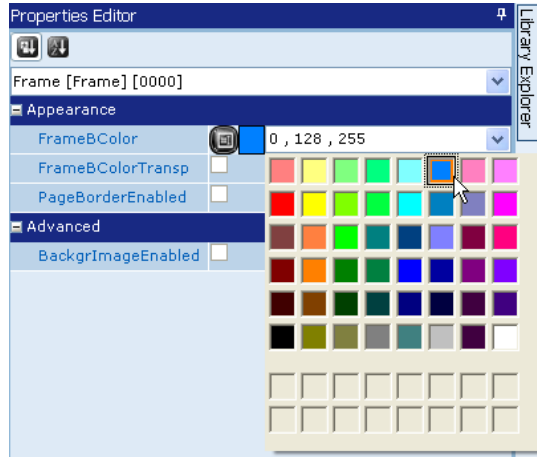 Properties Editor
Library Explorer
Frame [Frame] [0000]
Appearance
FrameBColor 0 , 128 , 255
FrameBColorTransp
PageBorderEnabled
Advanced
BackgrImageEnabled